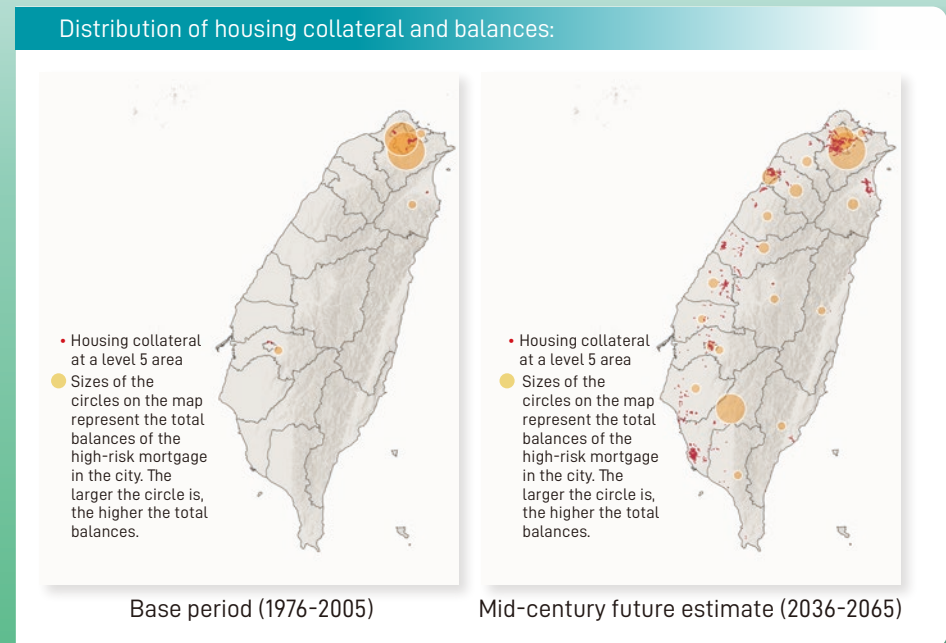 Distribution of housing collateral and balances:
• Housing collateral
at a level 5 area
Sizes of the
circles on the map
represent the total
balances of the
high-risk mortgage
in the city. The
larger the circle is,
the higher the total
balances.
Base period (1976-2005)
• Housing collateral
at a level 5 area
Sizes of the
circles on the map
represent the total
balances of the
high-risk mortgage
in the city. The
larger the circle is,
the higher the total
balances.
Mid-century future estimate (2036-2065)